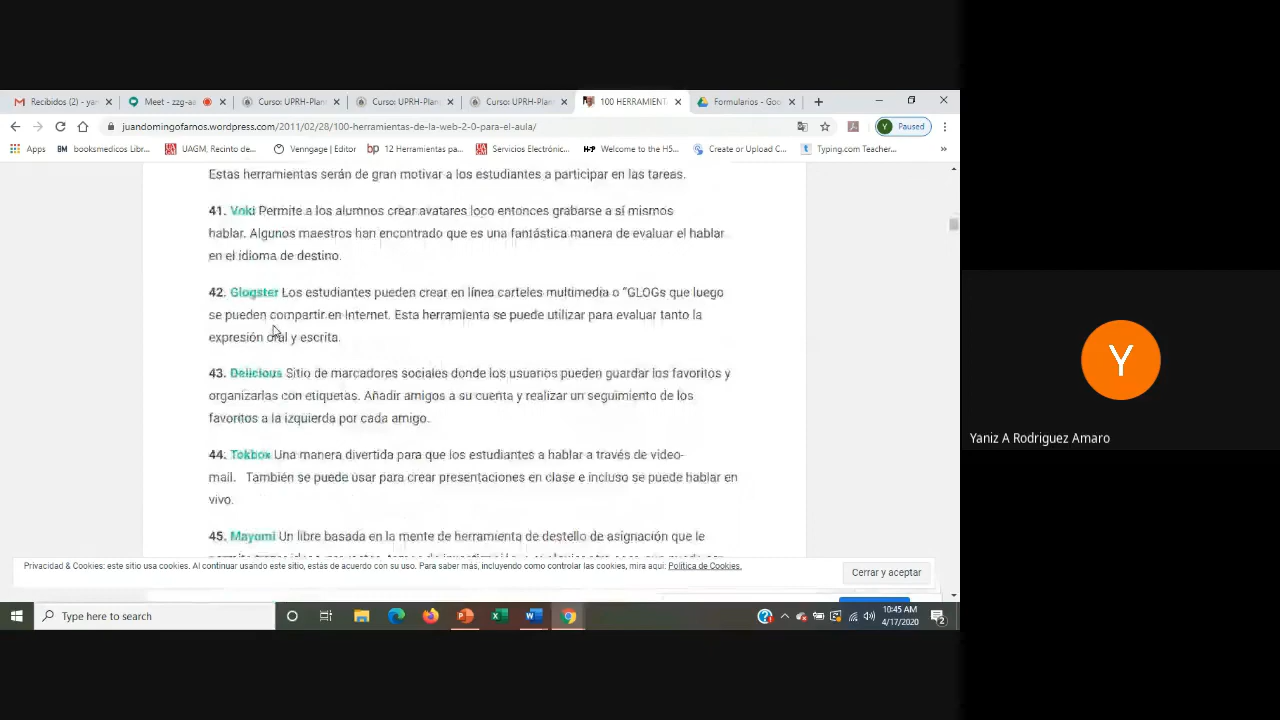 Recibidos (2) - ya
Meet - zzg-aa
Curso: UPRH-Plan
Curso: UPRH-Plan
Curso: UPRH-Plan
100 HERRAMIENT
Formularios - Goo
juandomingofarnos.wordpress.com/2011/02/28/100-herramientas-de-la-web-2-0-para-el-aula/
Paused
Apps
booksmedicos Libr...
UAGM, Recinto de...
Venngage | Editor
12 Herramientas pa...
Servicios Electrónic...
Welcome to the H5...
Create or Upload C...
Typing.com Teacher...
Estas herramientas serán de gran motivar a los estudiantes a participar en las tareas.
41. Voki Permite a los alumnos crear avatares loco entonces grabarse a sí mismos
hablar. Algunos maestros han encontrado que es una fantástica manera de evaluar el hablar
en el idioma de destino.
42. Glogster Los estudiantes pueden crear en línea carteles multimedia o “GLOGs que luego
se pueden compartir en Internet. Esta herramienta se puede utilizar para evaluar tanto la
expresión oral y escrita.
43. Delicious Sitio de marcadores sociales donde los usuarios pueden guardar los favoritos y
organizarlas con etiquetas. Añadir amigos a su cuenta y realizar un seguimiento de los
favoritos a la izquierda por cada amigo.
44. Tokbox Una manera divertida para que los estudiantes a hablar a través de video-
mail. También se puede usar para crear presentaciones en clase e incluso se puede hablar en
vivo.
45. Mayomi Un libre basada en la mente de herramienta de destello de asignación que le
Privacidad & Cookies: este sitio usa cookies. Al continuar usando este sitio, estás de acuerdo con su uso. Para saber más, incluyendo como controlar las cookies, mira aquí: Política de Cookies.
Cerrar y aceptar
Type here to search
10:45 AM
4/17/2020
2
Y
Yaniz A Rodriguez Amaro